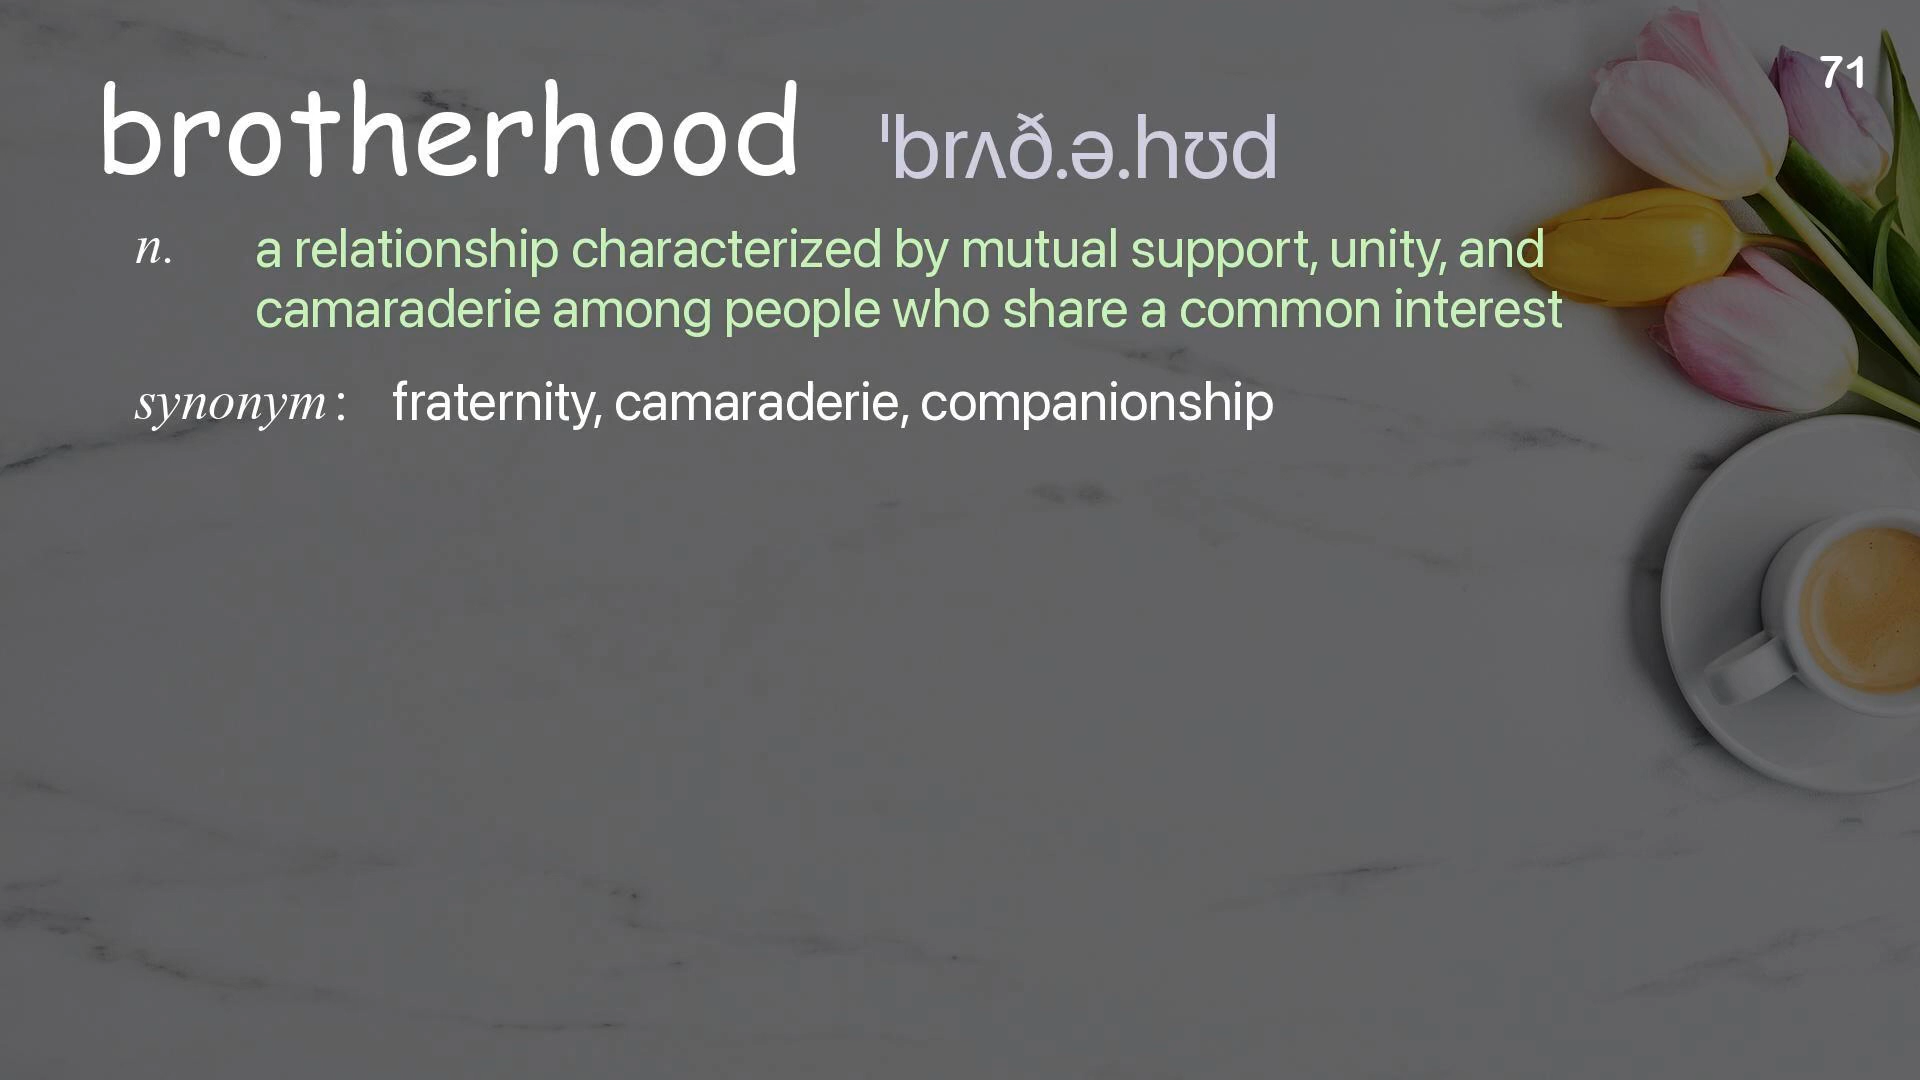 71
brotherhood ˈbrʌð.ə.hʊd
n. a relationship characterized by mutual support, unity, and
camaraderie among people who share a common interest
synonym : fraternity, camaraderie, companionship